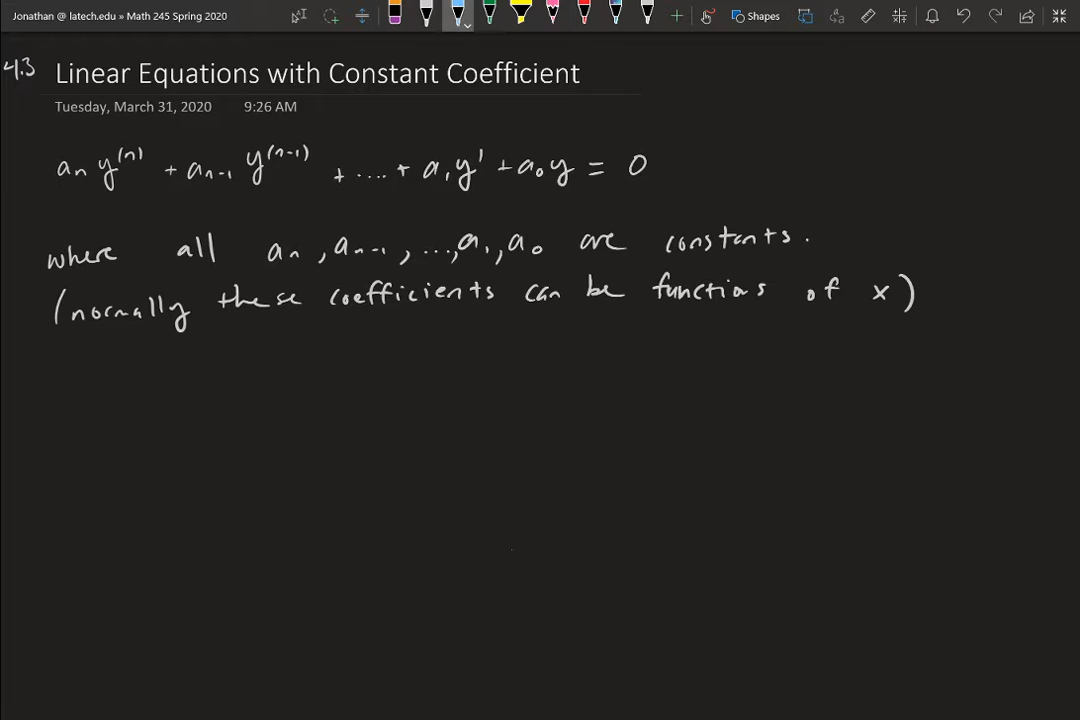 Jonathan @ latech.edu » Math 245 Spring 2020
Shapes
4.3 Linear Equations with Constant Coefficient
Tuesday, March 31, 2020 9:26 AM
aₙ y⁽ⁿ⁾ + aₙ₋₁ y⁽ⁿ⁻¹⁾ + .... + a₁y' + a₀y = 0
where all aₙ, aₙ₋₁, ..., a₁, a₀ are constants.
(normally these coefficients can be functions of x)